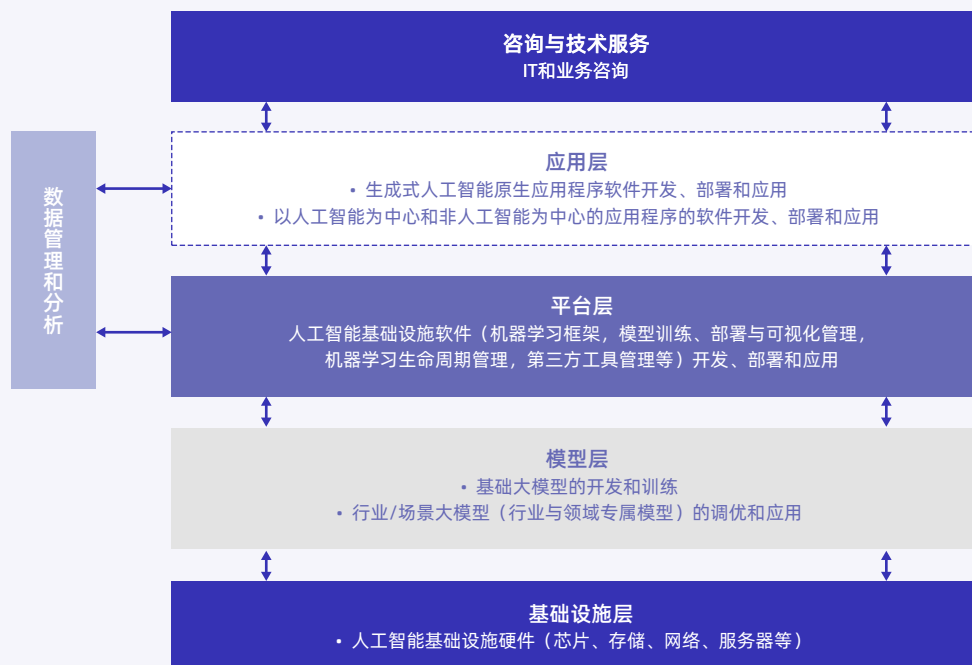 咨询与技术服务
IT和业务咨询
数据管理和分析
应用层
• 生成式人工智能原生应用程序软件开发、部署和应用
• 以人工智能为中心和非人工智能为中心的应用程序的软件开发、部署和应用
平台层
人工智能基础设施软件（机器学习框架，模型训练、部署与可视化管理，
机器学习生命周期管理，第三方工具管理等）开发、部署和应用
模型层
• 基础大模型的开发和训练
• 行业/场景大模型（行业与领域专属模型）的调优和应用
基础设施层
• 人工智能基础设施硬件（芯片、存储、网络、服务器等）